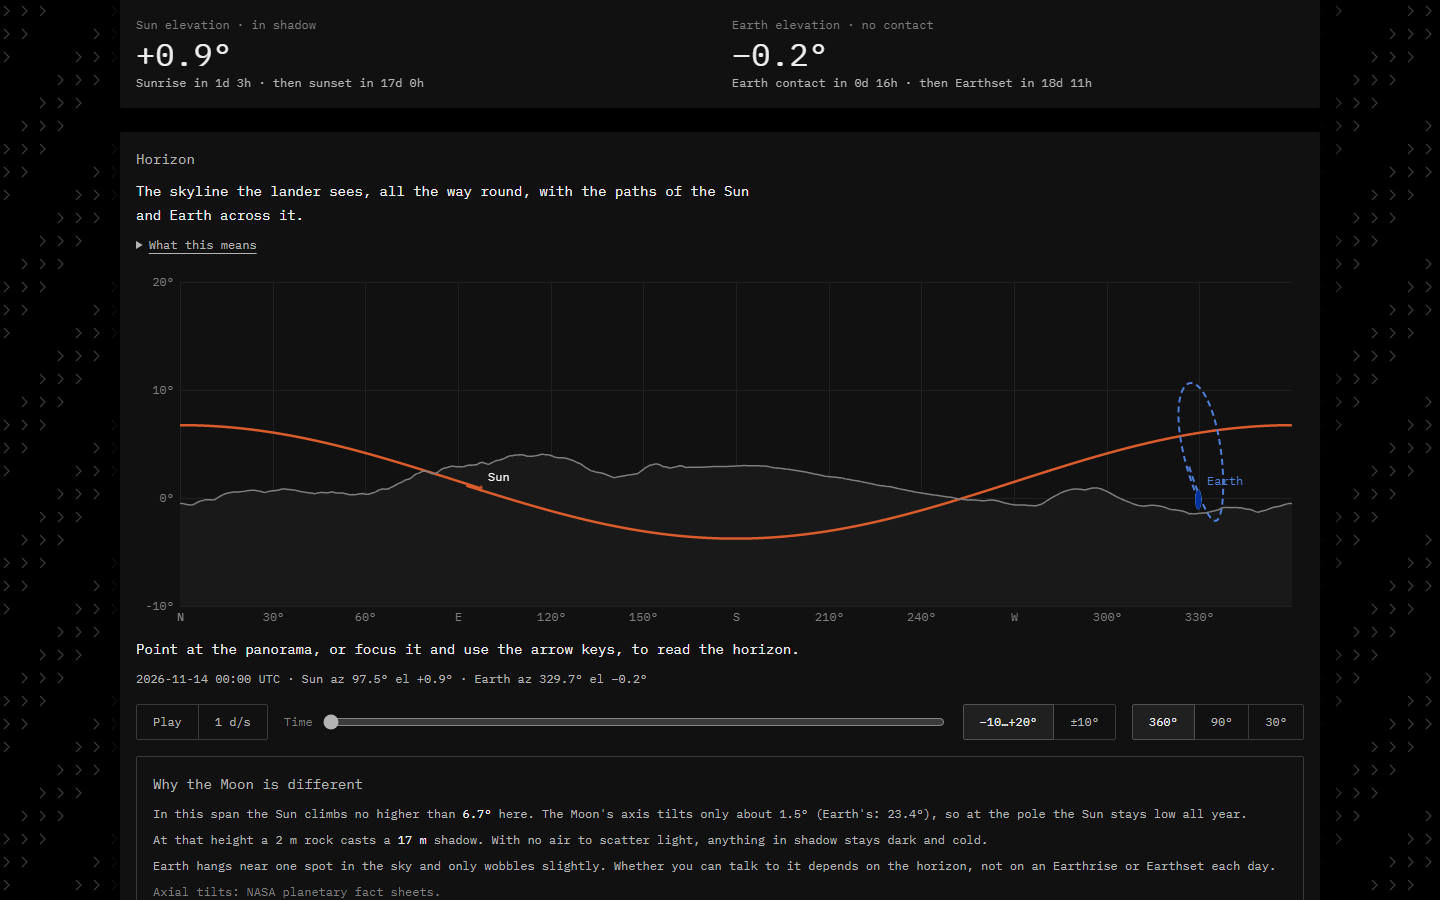 Sun elevation · in shadow
+0.9°
Sunrise in 1d 3h · then sunset in 17d 0h
Earth elevation · no contact
−0.2°
Earth contact in 0d 16h · then Earthset in 18d 11h
Horizon
The skyline the lander sees, all the way round, with the paths of the Sun
and Earth across it.
What this means
20°
10°
0°
-10°
Sun
Earth
N 30° 60° E 120° 150° S 210° 240° W 300° 330°
Point at the panorama, or focus it and use the arrow keys, to read the horizon.
2026-11-14 00:00 UTC · Sun az 97.5° el +0.9° · Earth az 329.7° el −0.2°
Play 1 d/s Time −10…+20° ±10° 360° 90° 30°
Why the Moon is different
In this span the Sun climbs no higher than 6.7° here. The Moon's axis tilts only about 1.5° (Earth's: 23.4°), so at the pole the Sun stays low all year.
At that height a 2 m rock casts a 17 m shadow. With no air to scatter light, anything in shadow stays dark and cold.
Earth hangs near one spot in the sky and only wobbles slightly. Whether you can talk to it depends on the horizon, not on an Earthrise or Earthset each day.
Axial tilts: NASA planetary fact sheets.